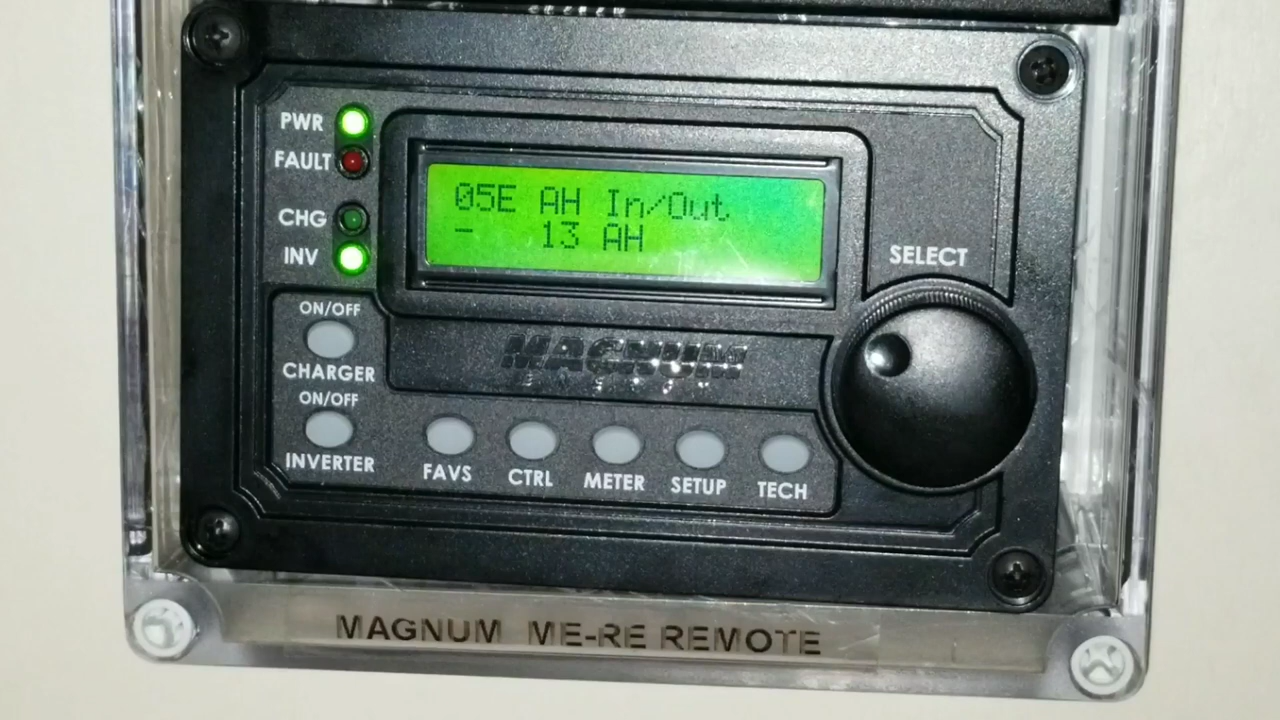 PWR
FAULT
CHG
INV
05E AH In/Out
-    13 AH
SELECT
ON/OFF
CHARGER
ON/OFF
INVERTER
MAGNUM
FAVS
CTRL
METER
SETUP
TECH
MAGNUM ME-RE REMOTE